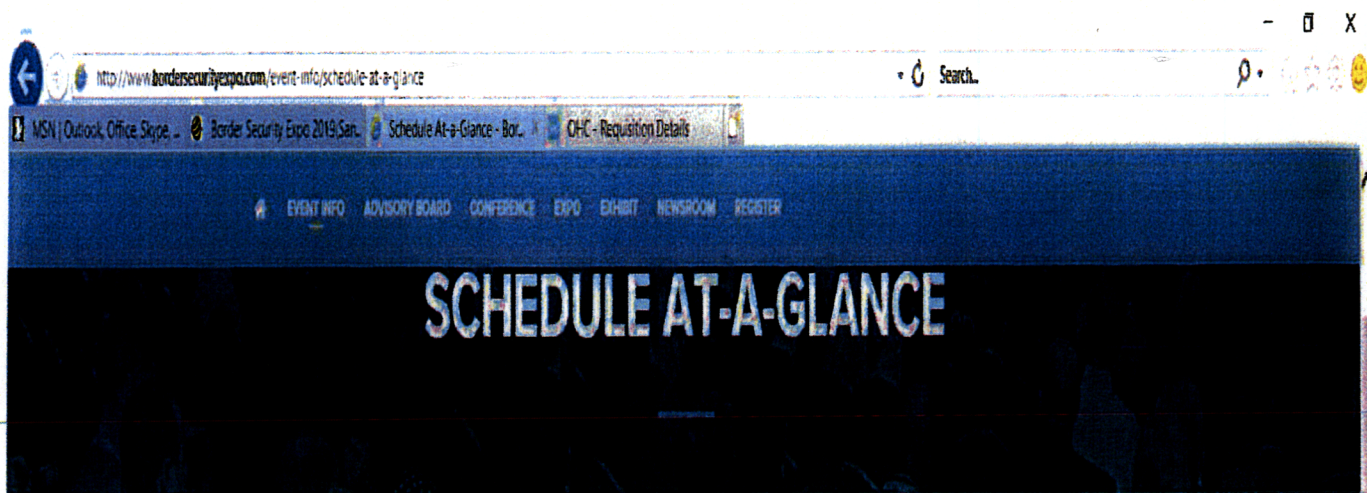 http://www.bordersecurityexpo.com/event-info/schedule-at-a-glance
Search...
MSN | Outlook, Office, Skype, ... Border Security Expo 2019, San... Schedule At-a-Glance - Bor... X OHC - Requisition Details
EVENT INFO ADVISORY BOARD CONFERENCE EXPO EXHIBIT NEWSROOM REGISTER
SCHEDULE AT-A-GLANCE